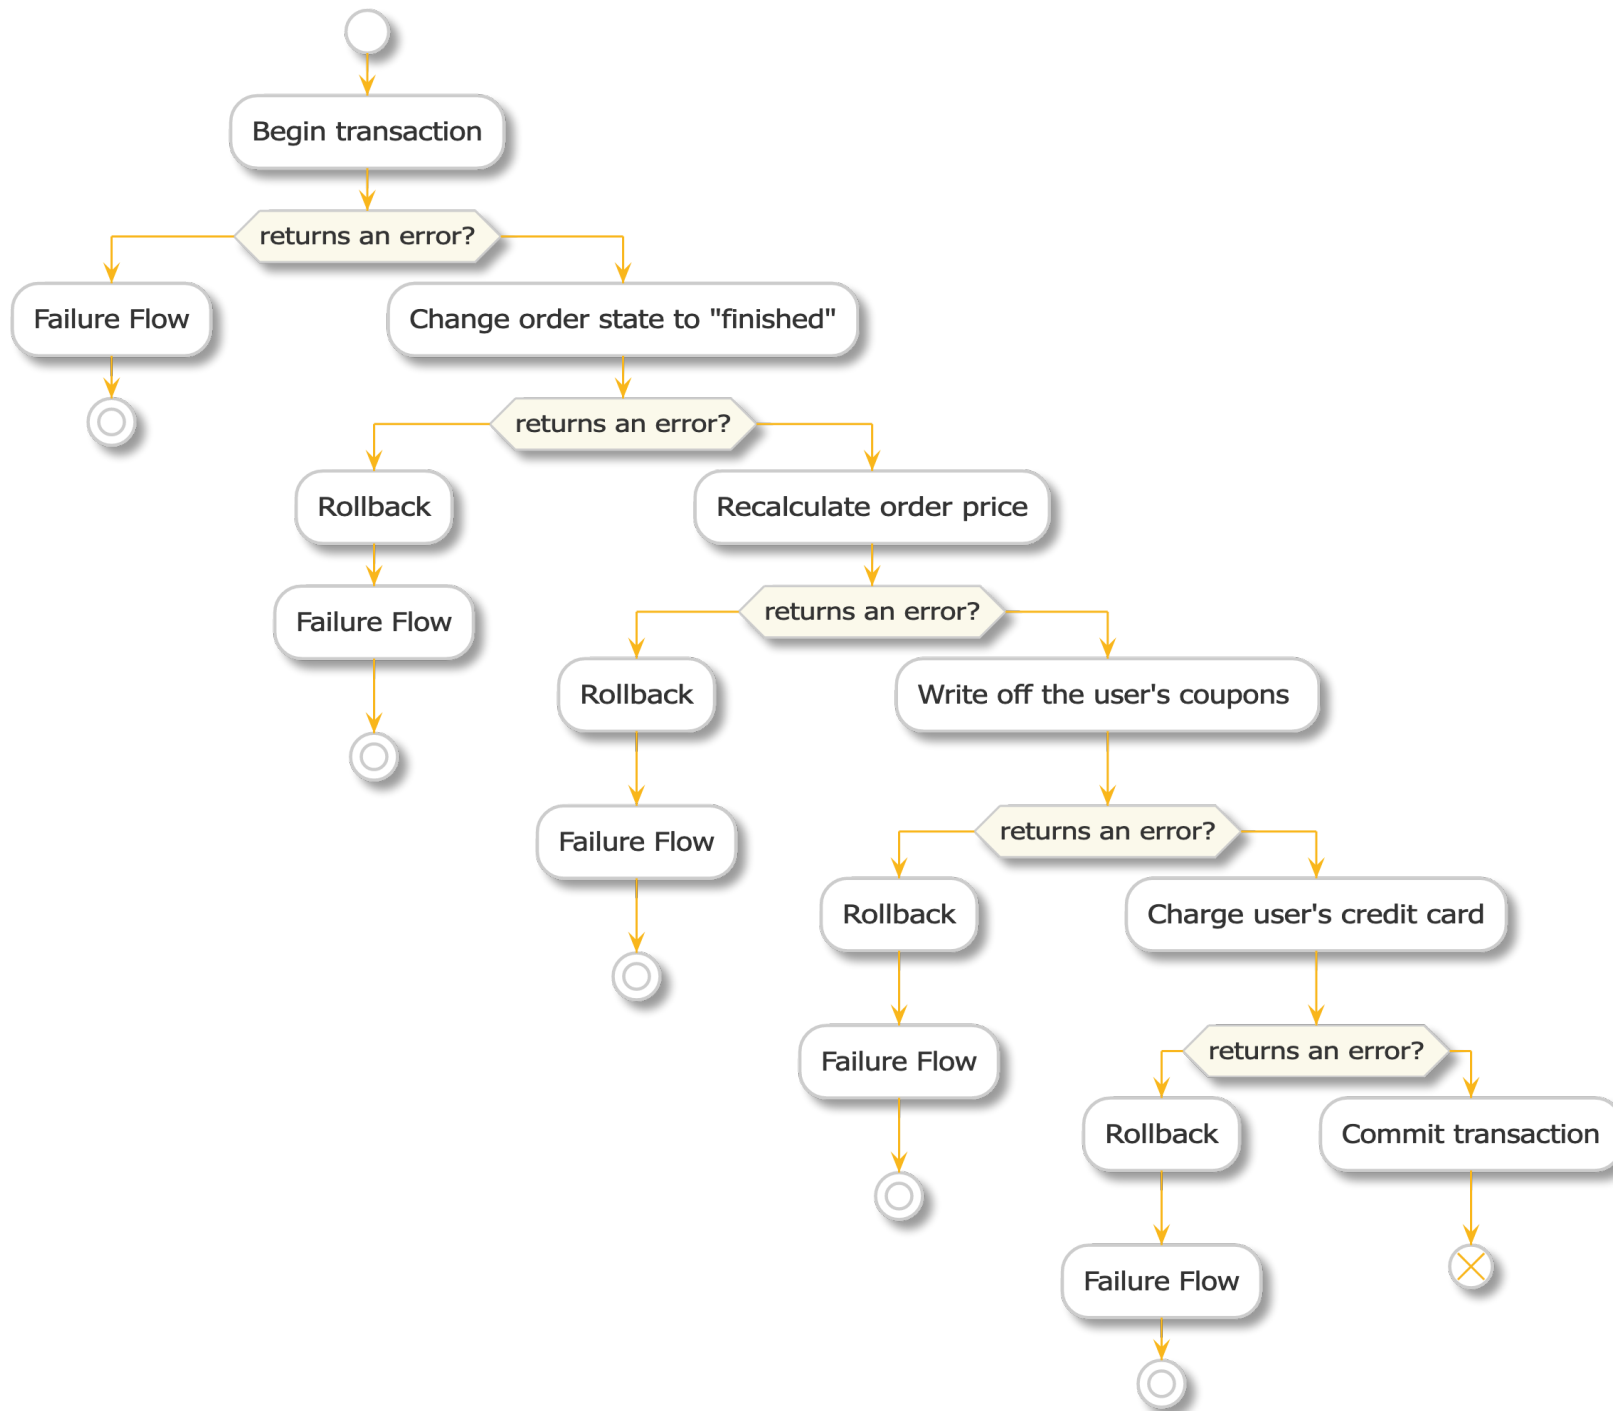 Begin transaction
returns an error?
Failure Flow
Change order state to "finished"
returns an error?
Rollback
Recalculate order price
Failure Flow
returns an error?
Rollback
Write off the user's coupons
Failure Flow
returns an error?
Rollback
Charge user's credit card
Failure Flow
returns an error?
Rollback
Commit transaction
Failure Flow